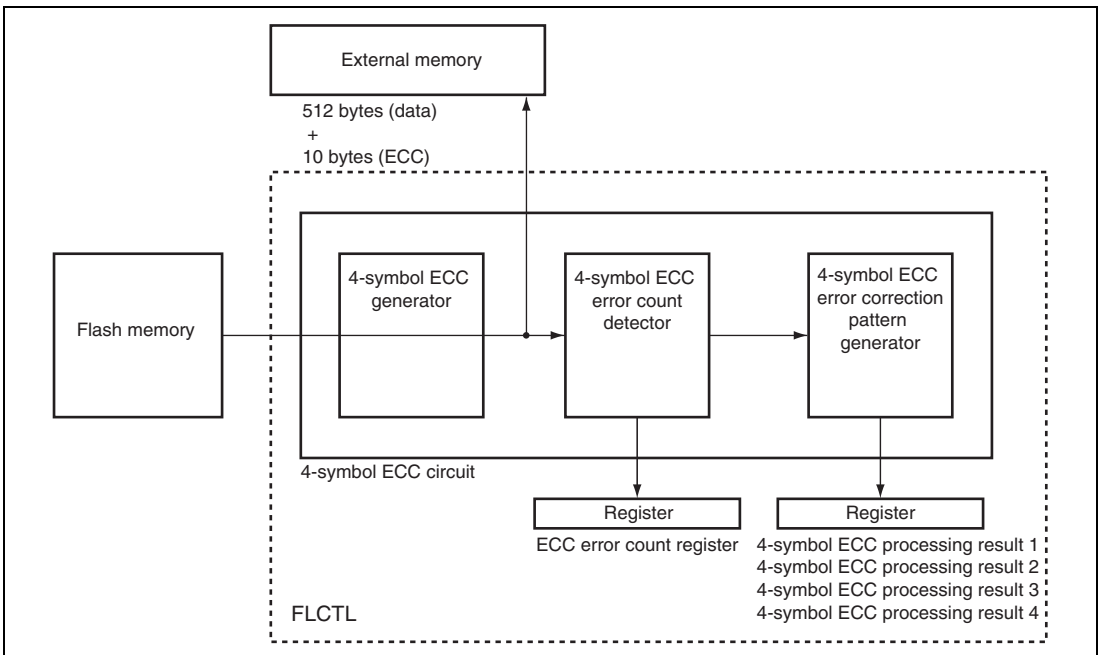 External memory
512 bytes (data)
+
10 bytes (ECC)
Flash memory
4-symbol ECC
generator
4-symbol ECC
error count
detector
4-symbol ECC
error correction
pattern
generator
4-symbol ECC circuit
Register
ECC error count register
Register
4-symbol ECC processing result 1
4-symbol ECC processing result 2
4-symbol ECC processing result 3
4-symbol ECC processing result 4
FLCTL